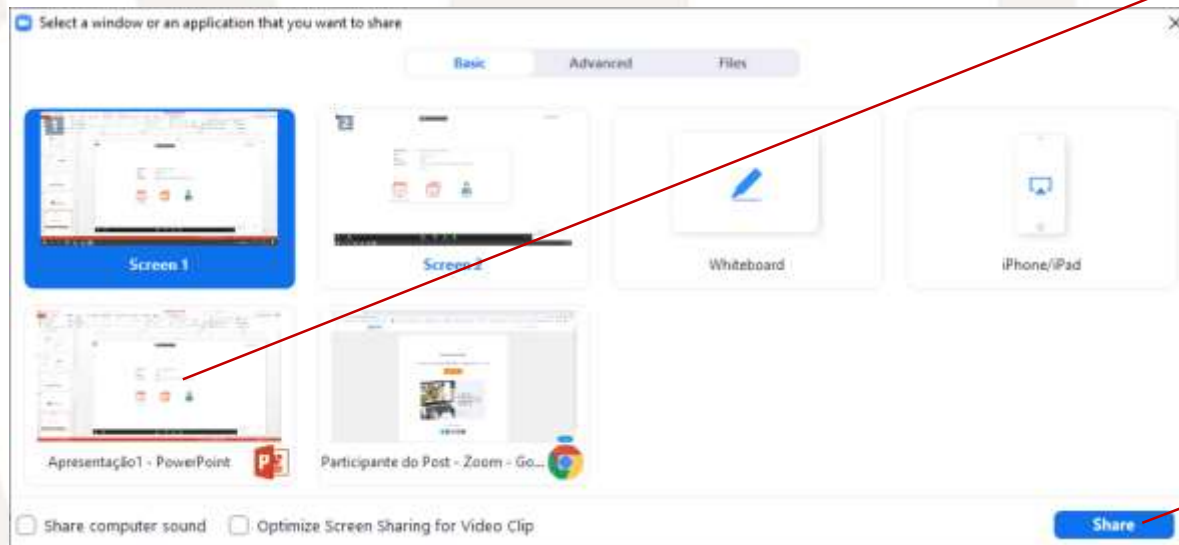 Select a window or an application that you want to share
Basic Advanced Files
Screen 1 Screen 2 Whiteboard iPhone/iPad
Apresentação1 - PowerPoint Participante do Post - Zoom - Go...
Share computer sound Optimize Screen Sharing for Video Clip Share